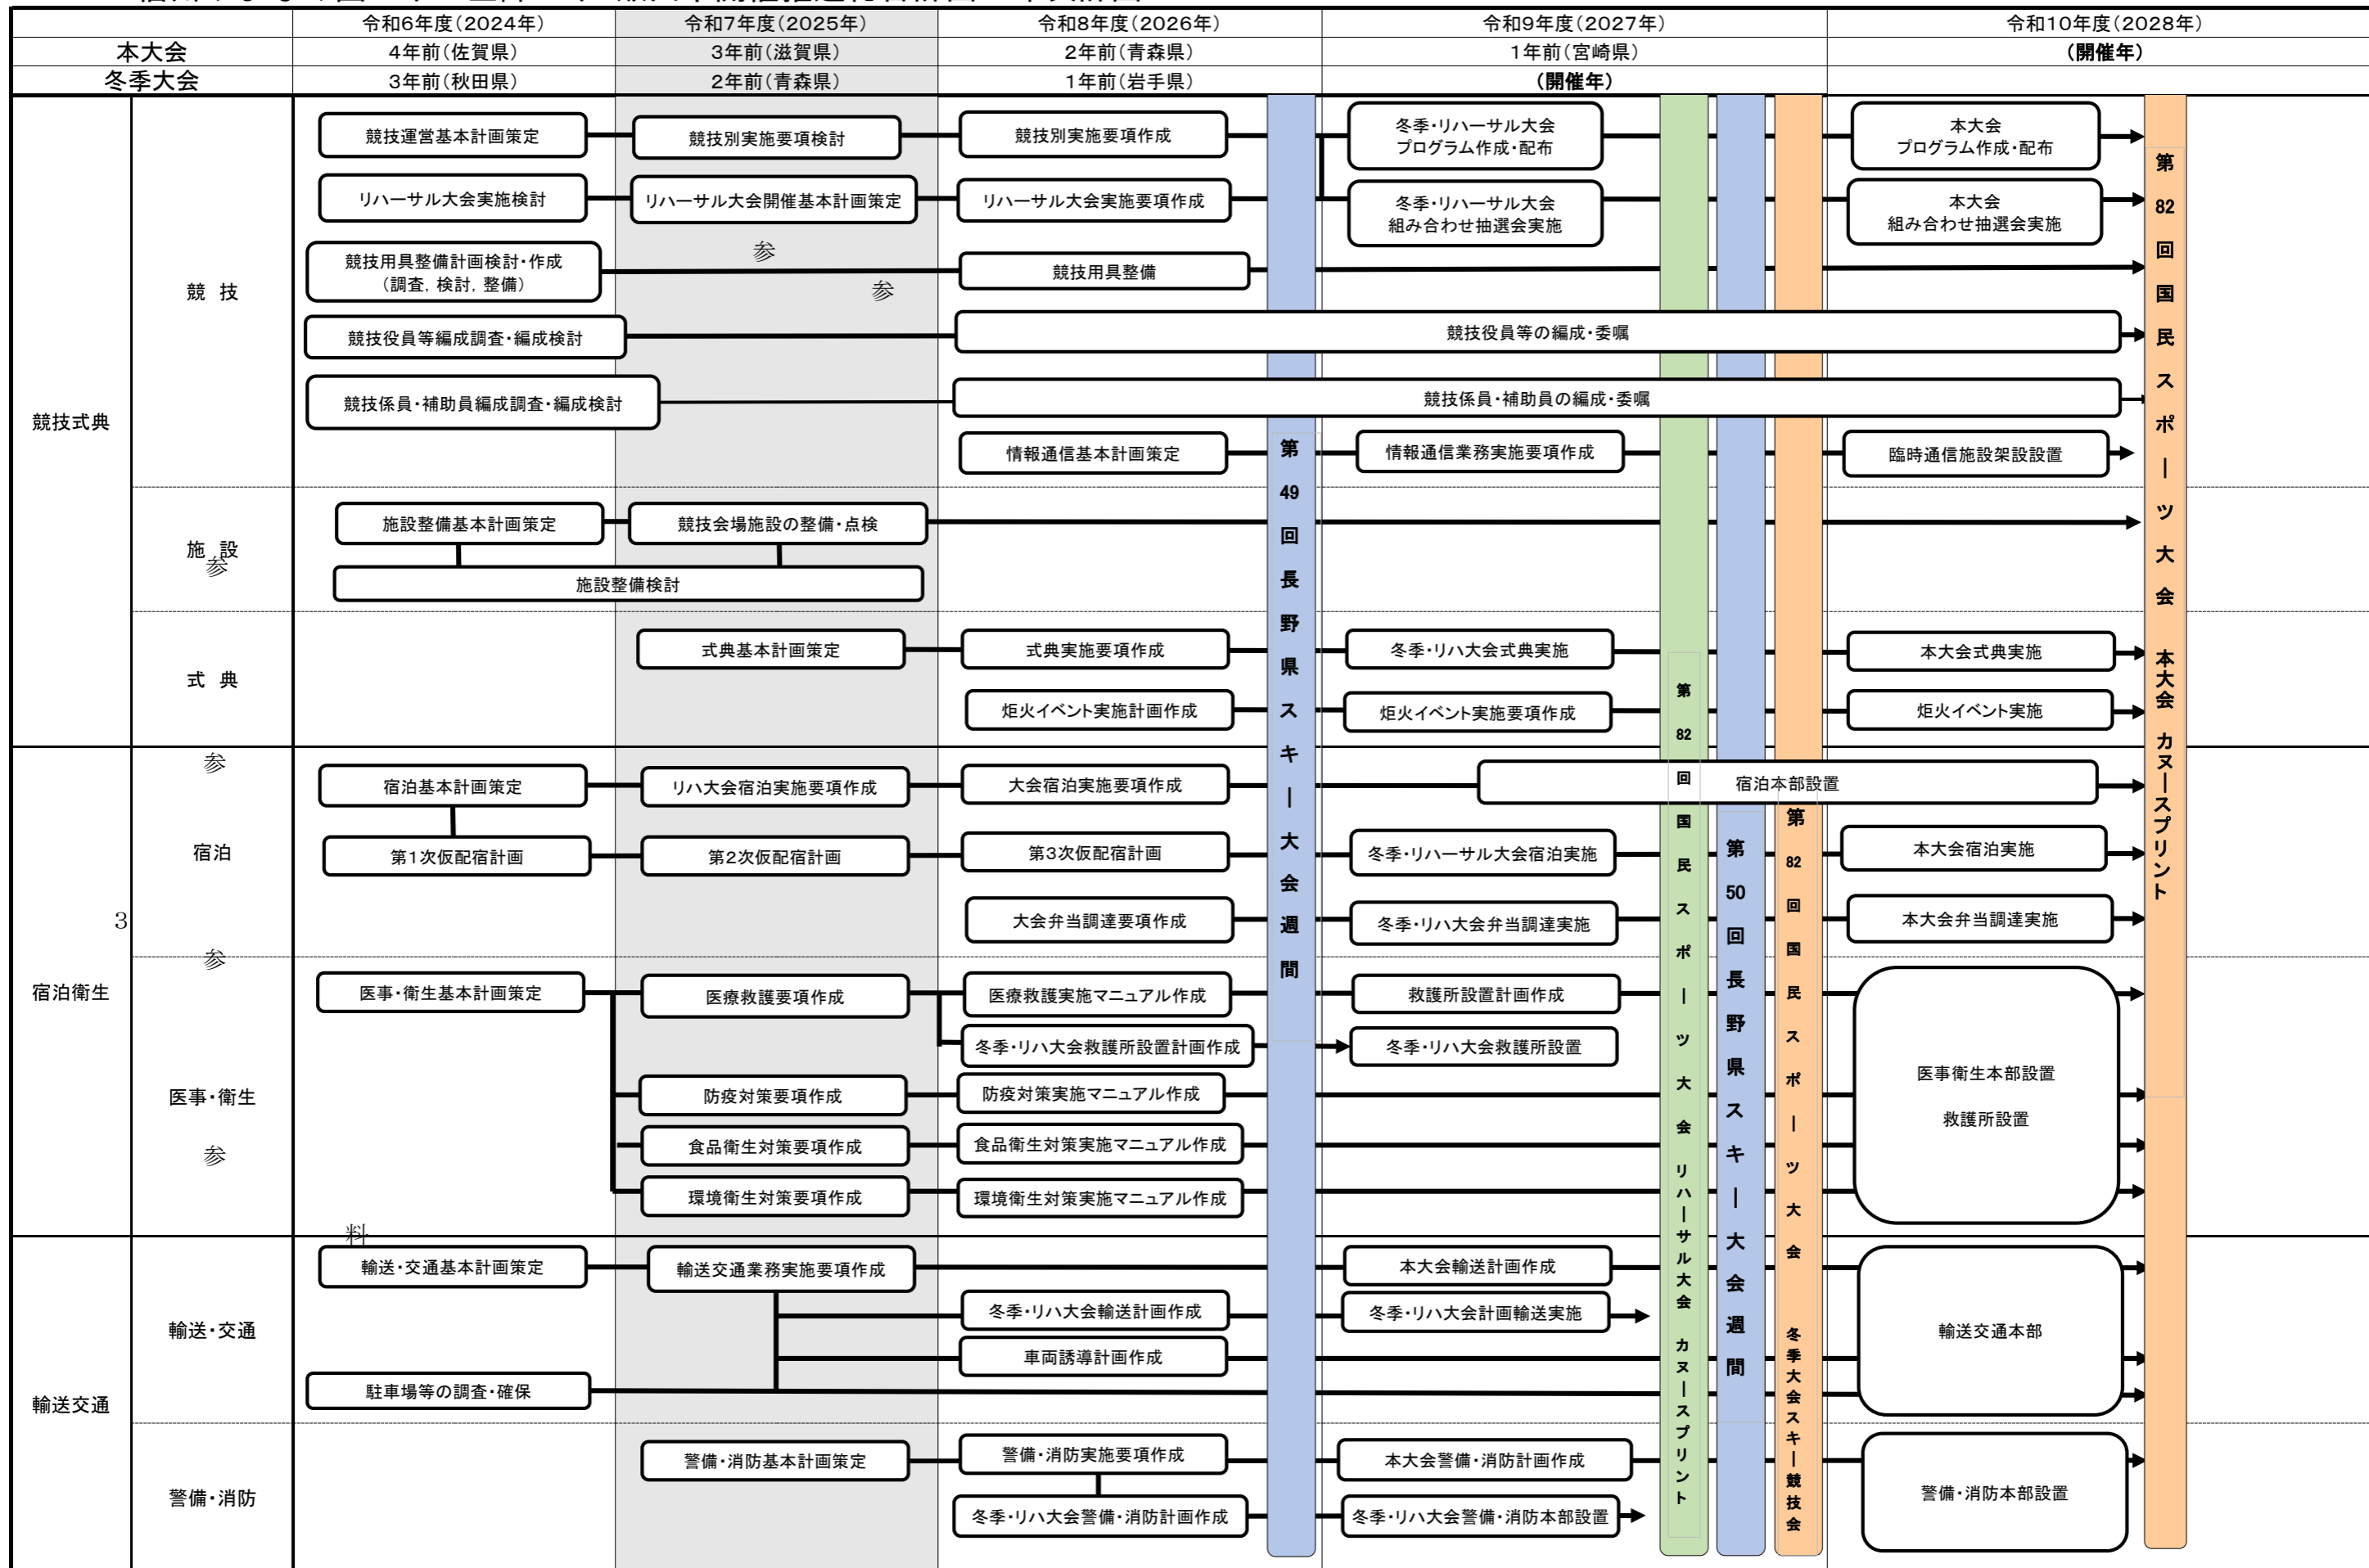 令和6年度(2024年)
令和7年度(2025年)
令和8年度(2026年)
令和9年度(2027年)
令和10年度(2028年)
本大会
4年前(佐賀県)
3年前(滋賀県)
2年前(青森県)
1年前(宮崎県)
(開催年)
冬季大会
3年前(秋田県)
2年前(青森県)
1年前(岩手県)
(開催年)
競技式典
競 技
競技運営基本計画策定
競技別実施要項検討
競技別実施要項作成
冬季・リハーサル大会
プログラム作成・配布
本大会
プログラム作成・配布
リハーサル大会実施検討
リハーサル大会開催基本計画策定
リハーサル大会実施要項作成
冬季・リハーサル大会
組み合わせ抽選会実施
本大会
組み合わせ抽選会実施
参
競技用具整備計画検討・作成
(調査, 検討, 整備)
競技用具整備
参
競技役員等編成調査・編成検討
競技役員等の編成・委嘱
競技係員・補助員編成調査・編成検討
競技係員・補助員の編成・委嘱
情報通信基本計画策定
情報通信業務実施要項作成
臨時通信施設架設設置
施 設
参
施設整備基本計画策定
競技会場施設の整備・点検
施設整備検討
式 典
式典基本計画策定
式典実施要項作成
冬季・リハ大会式典実施
本大会式典実施
炬火イベント実施計画作成
炬火イベント実施要項作成
炬火イベント実施
宿泊衛生
参
宿泊
宿泊基本計画策定
リハ大会宿泊実施要項作成
大会宿泊実施要項作成
宿泊本部設置
第1次仮配宿計画
第2次仮配宿計画
第3次仮配宿計画
冬季・リハーサル大会宿泊実施
本大会宿泊実施
3
大会弁当調達要項作成
冬季・リハ大会弁当調達実施
本大会弁当調達実施
参
医事・衛生
医事・衛生基本計画策定
医療救護要項作成
医療救護実施マニュアル作成
救護所設置計画作成
冬季・リハ大会救護所設置計画作成
冬季・リハ大会救護所設置
医事衛生本部設置
救護所設置
防疫対策要項作成
防疫対策実施マニュアル作成
参
食品衛生対策要項作成
食品衛生対策実施マニュアル作成
環境衛生対策要項作成
環境衛生対策実施マニュアル作成
料
輸送交通
輸送・交通
輸送・交通基本計画策定
輸送交通業務実施要項作成
本大会輸送計画作成
冬季・リハ大会輸送計画作成
冬季・リハ大会計画輸送実施
輸送交通本部
車両誘導計画作成
駐車場等の調査・確保
警備・消防
警備・消防基本計画策定
警備・消防実施要項作成
本大会警備・消防計画作成
警備・消防本部設置
冬季・リハ大会警備・消防計画作成
冬季・リハ大会警備・消防本部設置
第49回長野県スキー大会週間
第82回国民スポーツ大会 リハーサル大会 カヌースプリント
第50回長野県スキー大会週間
第82回国民スポーツ大会 冬季大会スキー競技会
第82回国民スポーツ大会 本大会 カヌースプリント